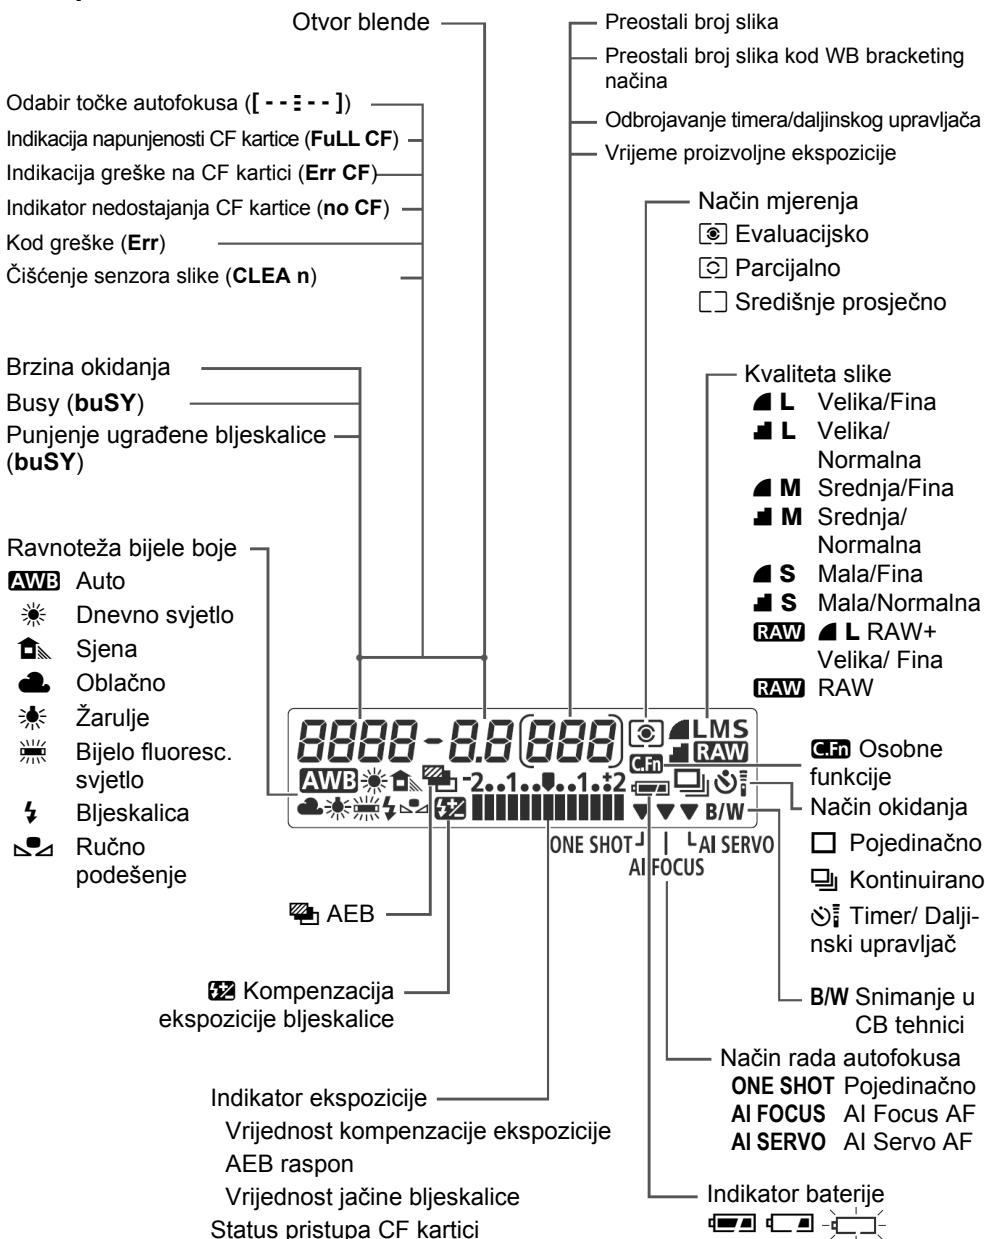 Otvor blende
Preostali broj slika
Preostali broj slika kod WB bracketing
načina
Odbrojavanje timera/daljinskog upravljača
Vrijeme proizvoljne ekspozicije
Odabir točke autofokusa ([ - - - - ])
Indikacija napunjenosti CF kartice (FuLL CF)
Indikacija greške na CF kartici (Err CF)
Indikator nedostajanja CF kartice (no CF)
Kod greške (Err)
Čišćenje senzora slike (CLEA n)
Način mjerenja
Evaluacijsko
Parcijalno
Središnje prosječno
Brzina okidanja
Busy (buSY)
Punjenje ugrađene bljeskalice
(buSY)
Kvaliteta slike
L Velika/Fina
L Velika/
Normalna
M Srednja/Fina
M Srednja/
Normalna
S Mala/Fina
S Mala/Normalna
RAW L RAW+
Velika/ Fina
RAW RAW
Ravnoteža bijele boje
AWB Auto
Dnevno svjetlo
Sjena
Oblačno
Žarulje
Bijelo fluoresc.
svjetlo
Bljeskalica
Ručno
podešenje
8888 - 8.8 (888) LMS
RAW
C.Fn
AWB -2..1..▼..1..+2
B/W
ONE SHOT AI SERVO
AI FOCUS
C.Fn Osobne
funkcije
Način okidanja
Pojedinačno
Kontinuirano
Timer/ Dalji-
nski upravljač
AEB
Kompenzacija
ekspozicije bljeskalice
B/W Snimanje u
CB tehnici
Način rada autofokusa
ONE SHOT Pojedinačno
AI FOCUS AI Focus AF
AI SERVO AI Servo AF
Indikator ekspozicije
Vrijednost kompenzacije ekspozicije
AEB raspon
Vrijednost jačine bljeskalice
Status pristupa CF kartici
Indikator baterije